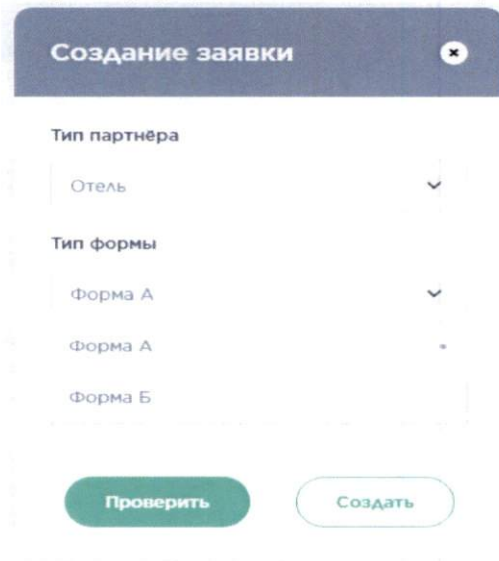 Создание заявки
Тип партнёра
Отель
Тип формы
Форма А
Форма А
Форма Б
Проверить
Создать